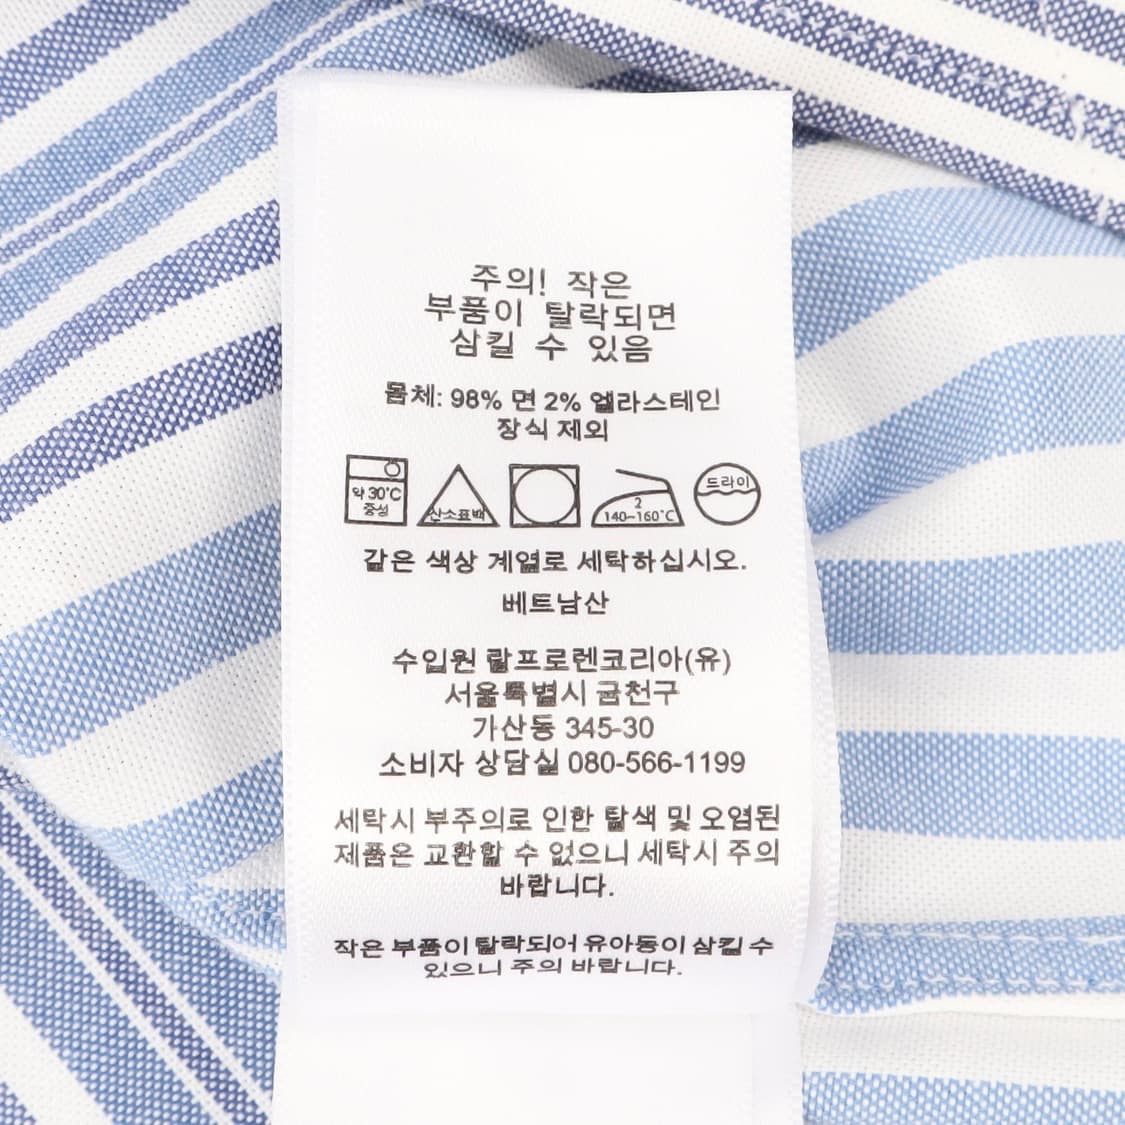 주의! 작은
부품이 탈락되면
삼킬 수 있음
몸체: 98% 면 2% 엘라스테인
장식 제외
약 30°C
중성
산소표백
2
140~160°C
드라이
같은 색상 계열로 세탁하십시오.
베트남산
수입원 랄프로렌코리아(유)
서울특별시 금천구
가산동 345-30
소비자 상담실 080-566-1199
세탁시 부주의로 인한 탈색 및 오염된
제품은 교환할 수 없으니 세탁시 주의
바랍니다.
작은 부품이 탈락되어 유아동이 삼킬 수
있으니 주의 바랍니다.